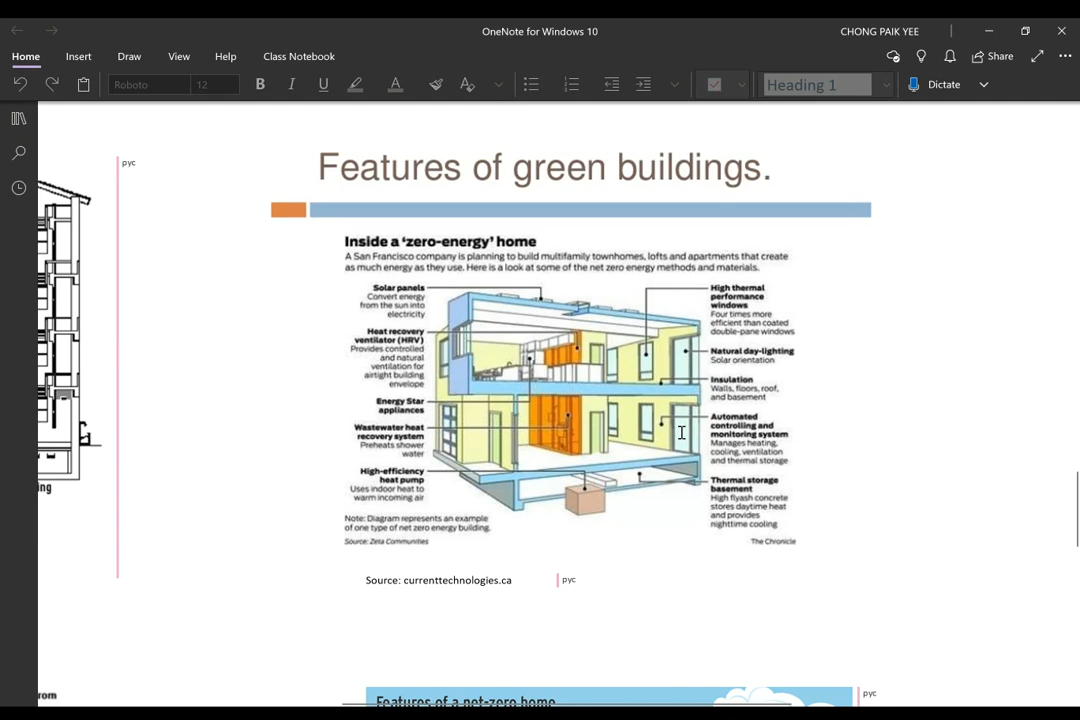 OneNote for Windows 10
CHONG PAIK YEE
Home
Insert
Draw
View
Help
Class Notebook
Share
Roboto
12
B
I
U
A
A
Heading 1
Dictate
pyc
Features of green buildings.
Inside a 'zero-energy' home
A San Francisco company is planning to build multifamily townhomes, lofts and apartments that create
as much energy as they use. Here is a look at some of the net zero energy methods and materials.
Solar panels
Convert energy
from the sun into
electricity
Heat recovery
ventilator (HRV)
Provides controlled
and natural
ventilation for
airtight building
envelope
Energy Star
appliances
Wastewater heat
recovery system
Preheats shower
water
High-efficiency
heat pump
Uses indoor heat to
warm incoming air
High thermal
performance
windows
Four times more
efficient than coated
double-pane windows
Natural day-lighting
Solar orientation
Insulation
Walls, floors, roof,
and basement
Automated
controlling and
monitoring system
Manages heating,
cooling, ventilation
and thermal storage
Thermal storage
basement
High flyash concrete
stores daytime heat
and provides
nighttime cooling
Note: Diagram represents an example
of one type of net zero energy building.
Source: Zeta Communities
The Chronicle
ing
Source: currenttechnologies.ca
pyc
rom
Features of a net-zero home
pyc